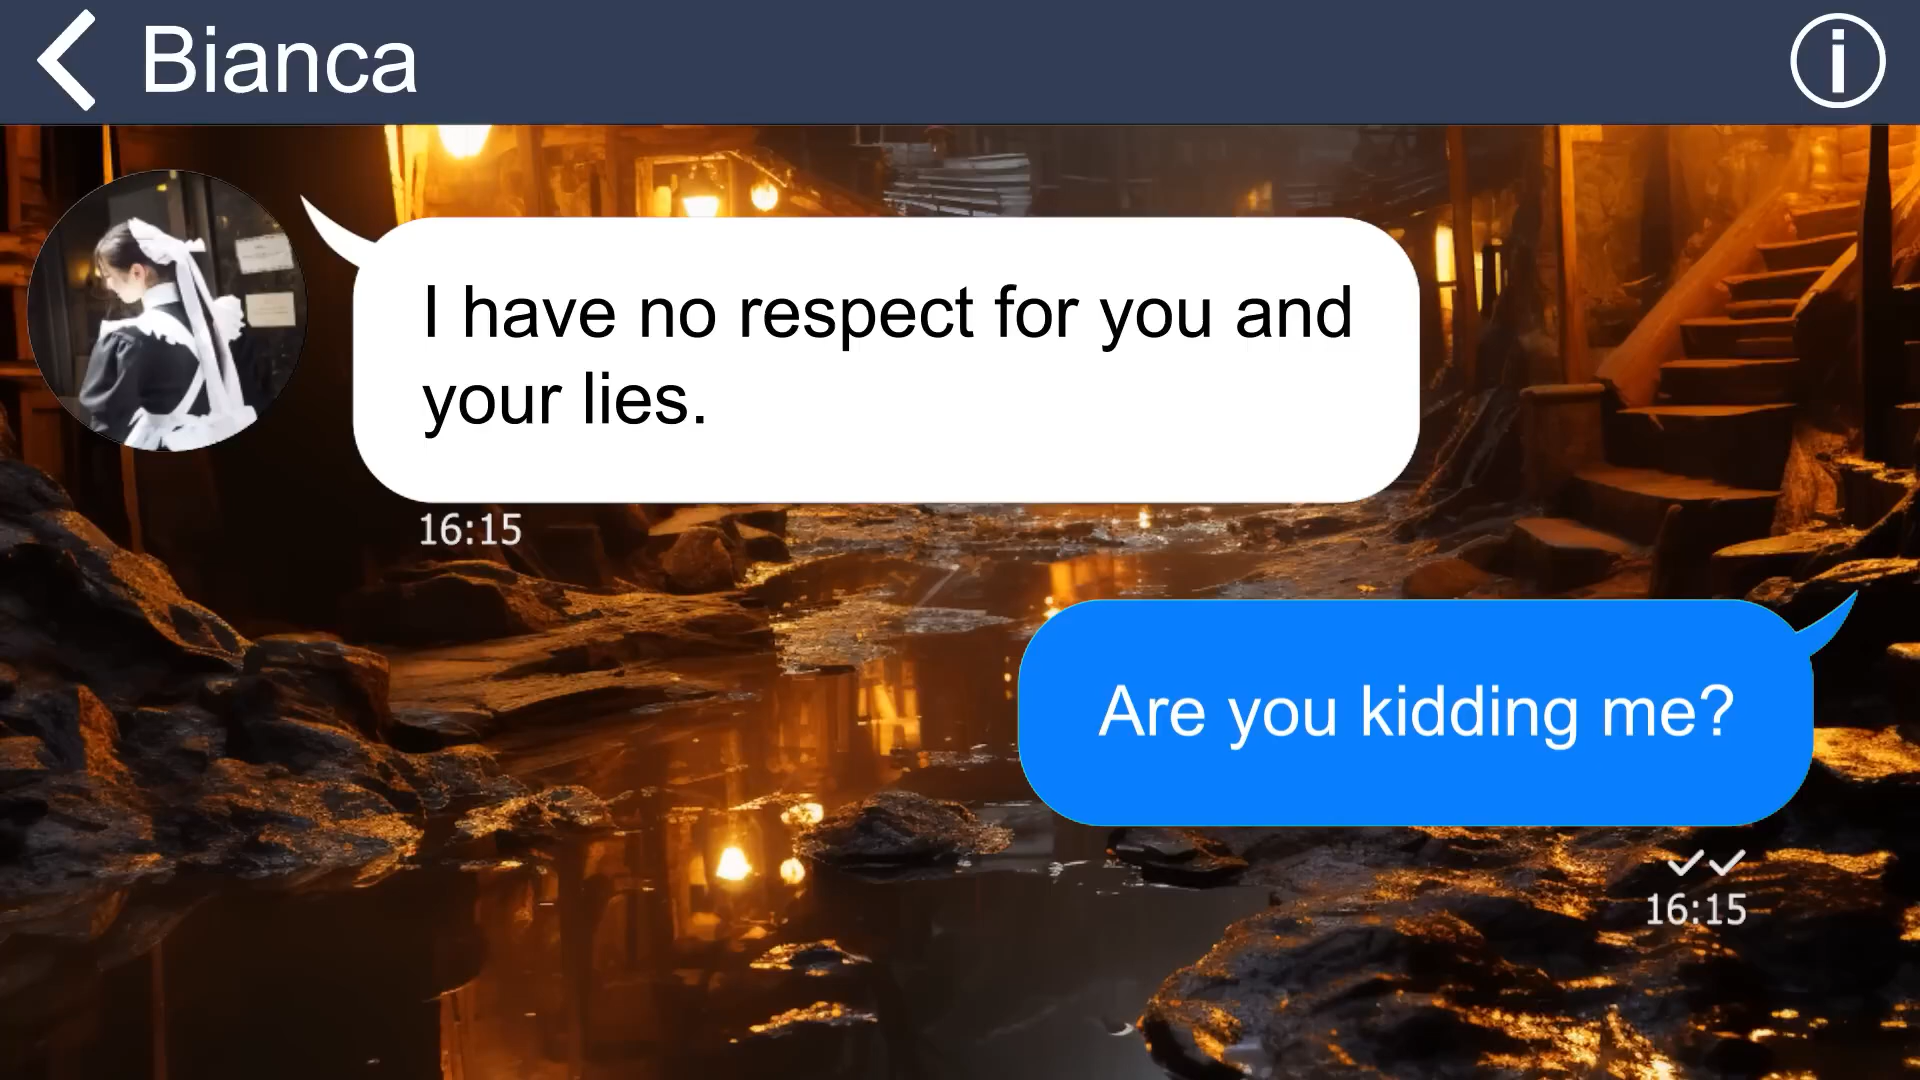 Bianca
I have no respect for you and
your lies.
16:15
Are you kidding me?
16:15